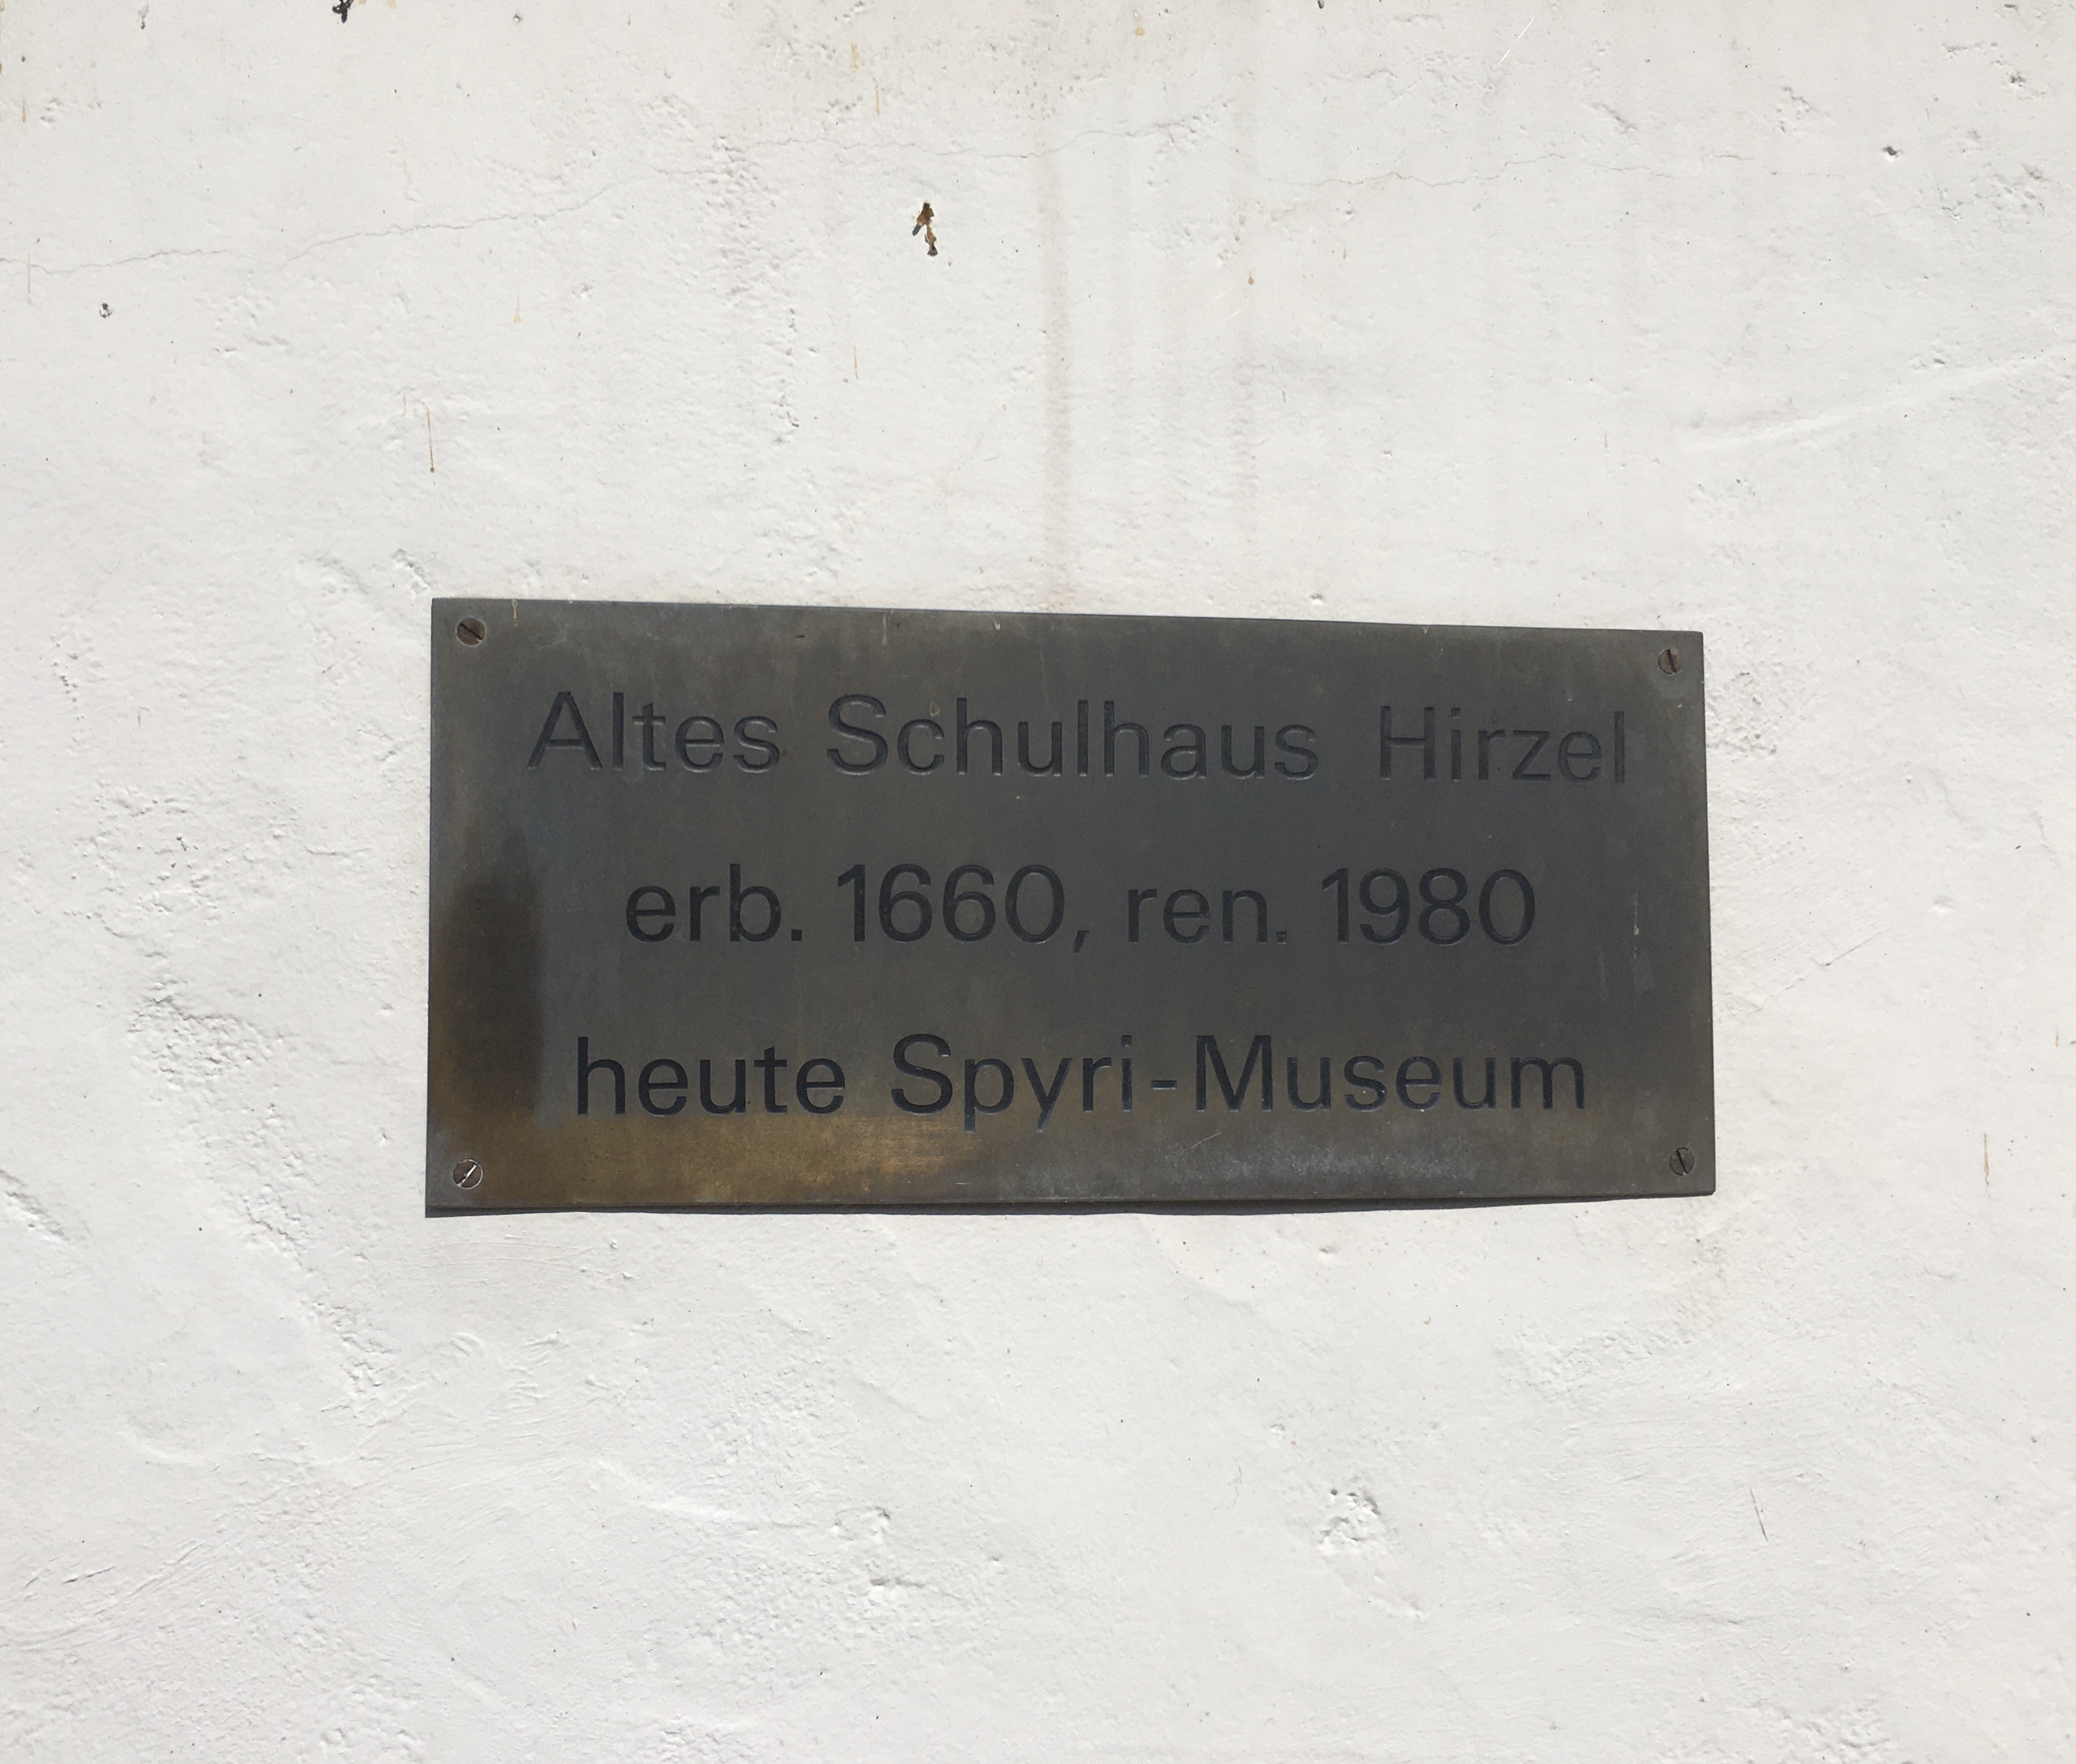 Altes Schulhaus Hirzel
erb. 1660, ren. 1980
heute Spyri-Museum